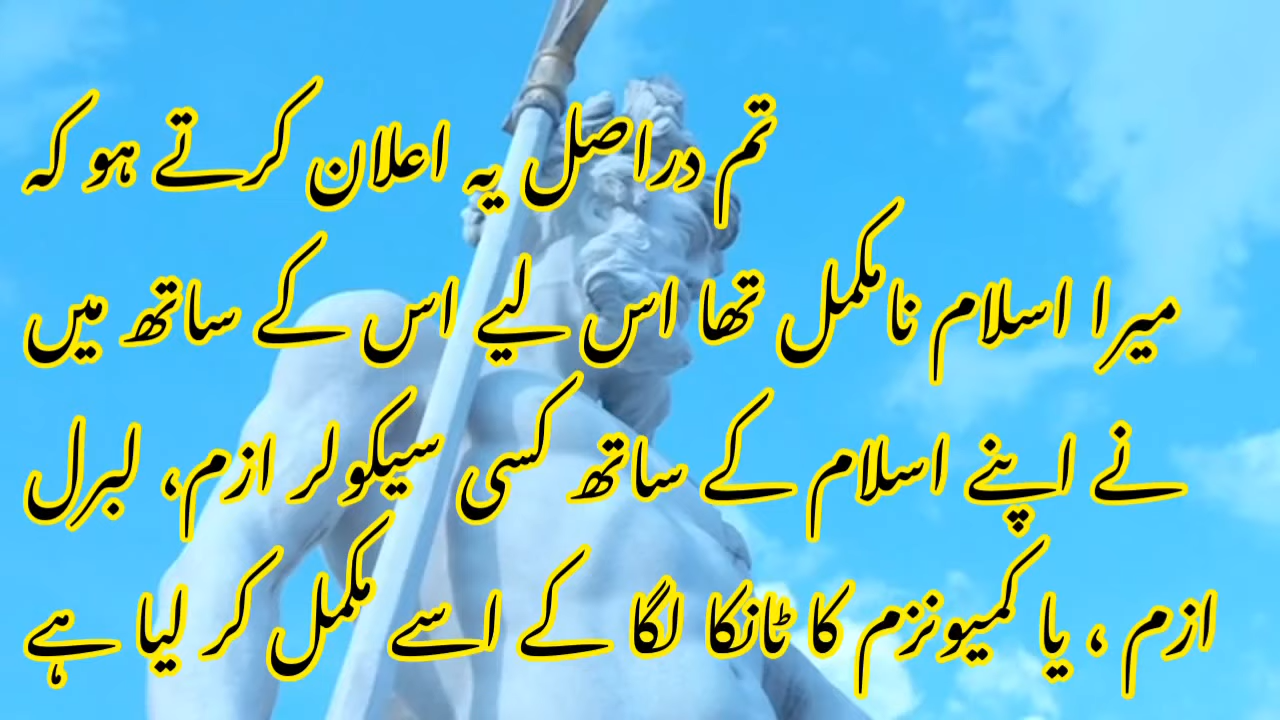 تم دراصل یہ اعلان کرتے ہو کہ
میرا اسلام نامکمل تھا اس لیے اس کے ساتھ میں
نے اپنے اسلام کے ساتھ کسی سیکولر ازم، لبرل
ازم ، یا کمیونزم کا ٹانکا لگا کے اسے مکمل کر لیا ہے